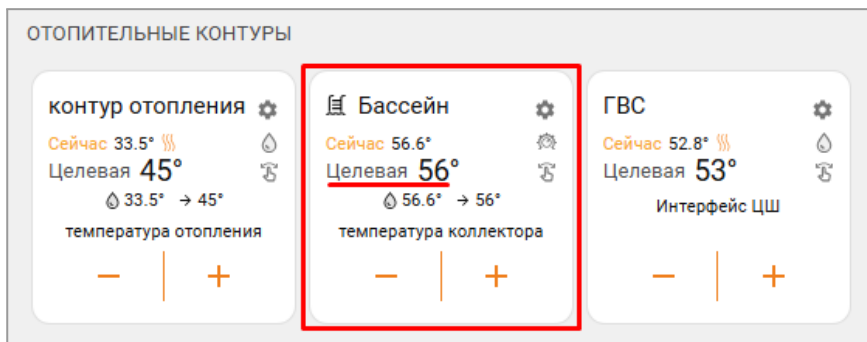 ОТОПИТЕЛЬНЫЕ КОНТУРЫ
контур отопления
Сейчас 33.5°
Целевая 45°
33.5° → 45°
температура отопления
− +
Бассейн
Сейчас 56.6°
Целевая 56°
56.6° → 56°
температура коллектора
− +
ГВС
Сейчас 52.8°
Целевая 53°
Интерфейс ЦШ
− +